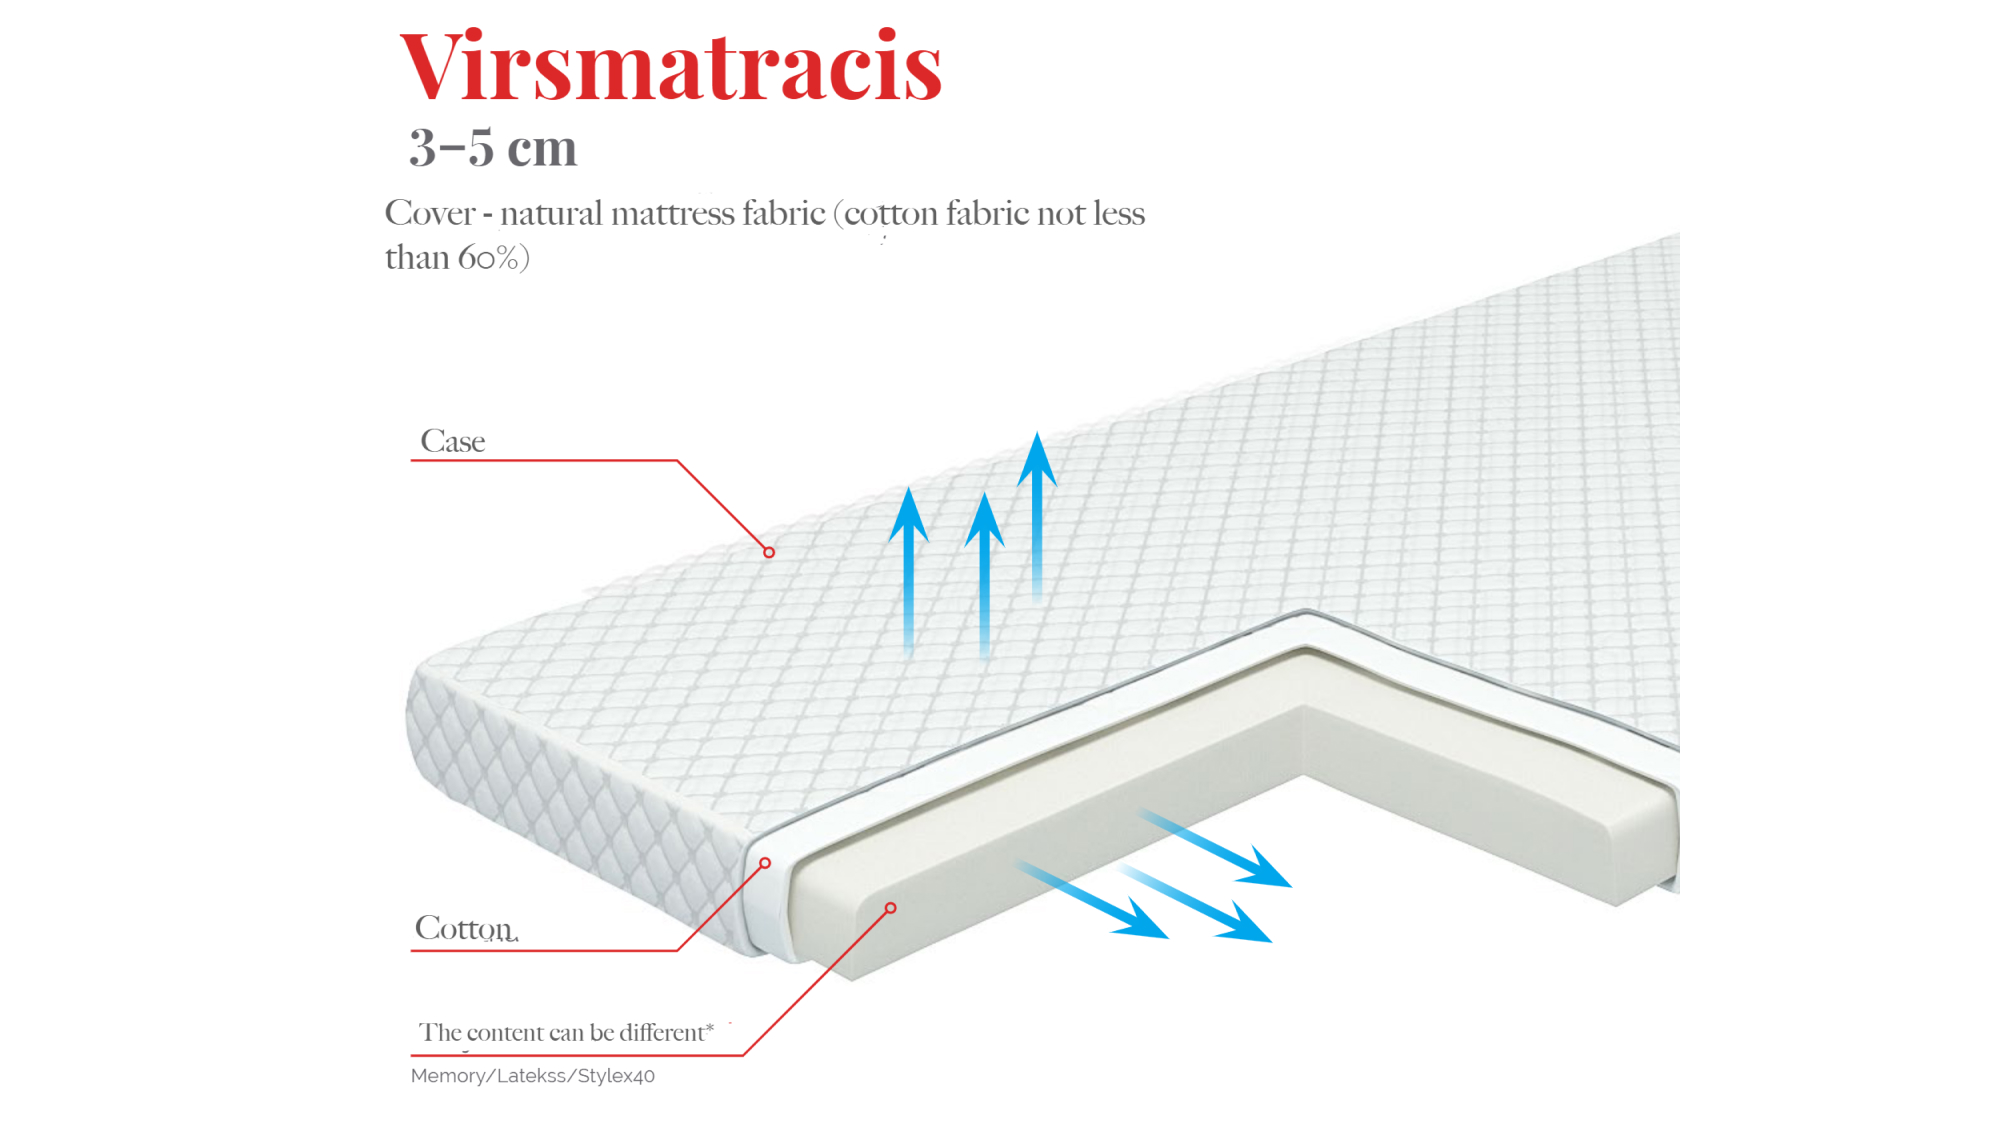 Virsmatracis
3–5 cm
Cover - natural mattress fabric (cotton fabric not less
than 60%)
Case
Cotton
The content can be different*
Memory/Latekss/Stylex40